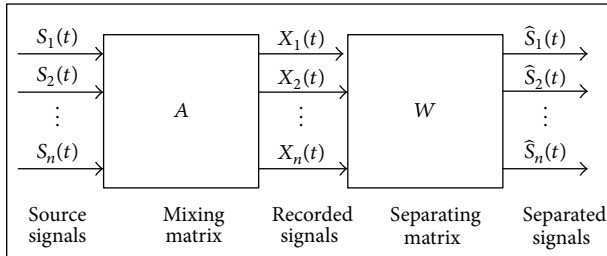 S₁(t) X₁(t) Ŝ₁(t)
S₂(t) X₂(t) Ŝ₂(t)
⋮ A ⋮ W ⋮
Sₙ(t) Xₙ(t) Ŝₙ(t)
Source Mixing Recorded Separating Separated
signals matrix signals matrix signals